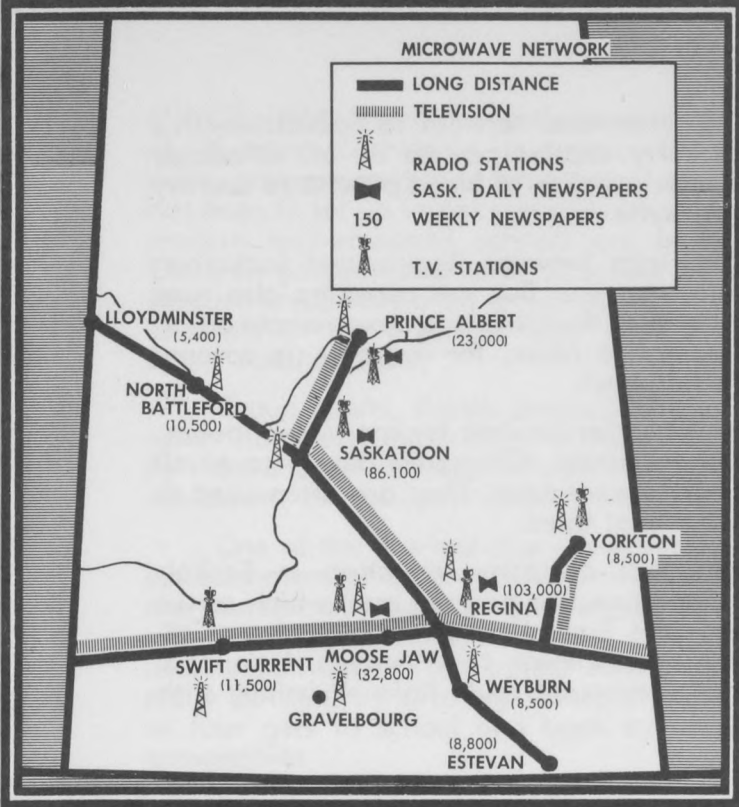 MICROWAVE NETWORK
LONG DISTANCE
TELEVISION
RADIO STATIONS
SASK. DAILY NEWSPAPERS
150 WEEKLY NEWSPAPERS
T.V. STATIONS
LLOYDMINSTER
(5,400)
PRINCE ALBERT
(23,000)
NORTH
BATTLEFORD
(10,500)
SASKATOON
(86.100)
YORKTON
(8,500)
(103,000)
REGINA
SWIFT CURRENT
(11,500)
MOOSE JAW
(32,800)
WEYBURN
(8,500)
GRAVELBOURG
(8,800)
ESTEVAN